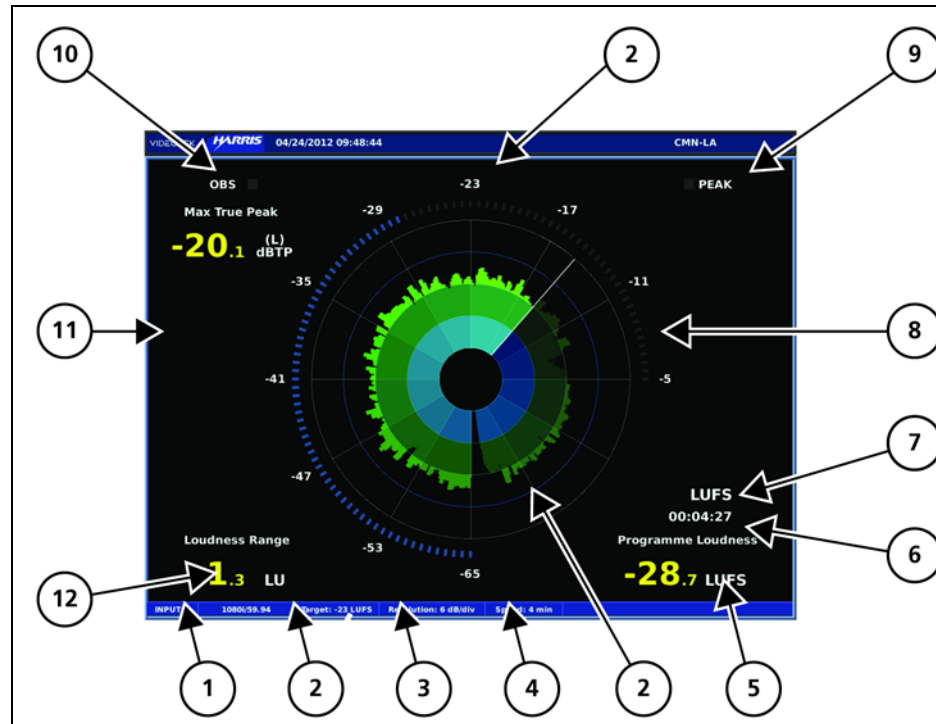 10 2 9
VIDEOTEK HARRIS 04/24/2012 09:48:44 CMN-LA
OBS -23 PEAK
Max True Peak -29 -17
-20.1 (L) dBTP
-35 -11
11 8
-41 -5
-47
7
LUFS
00:04:27
6
Loudness Range -53 Programme Loudness
-65
1.3 LU -28.7 LUFS
12
INPUT 1080i/59.94 Target: -23 LUFS Resolution: 6 dB/div Speed: 4 min
1 2 3 4 2 5